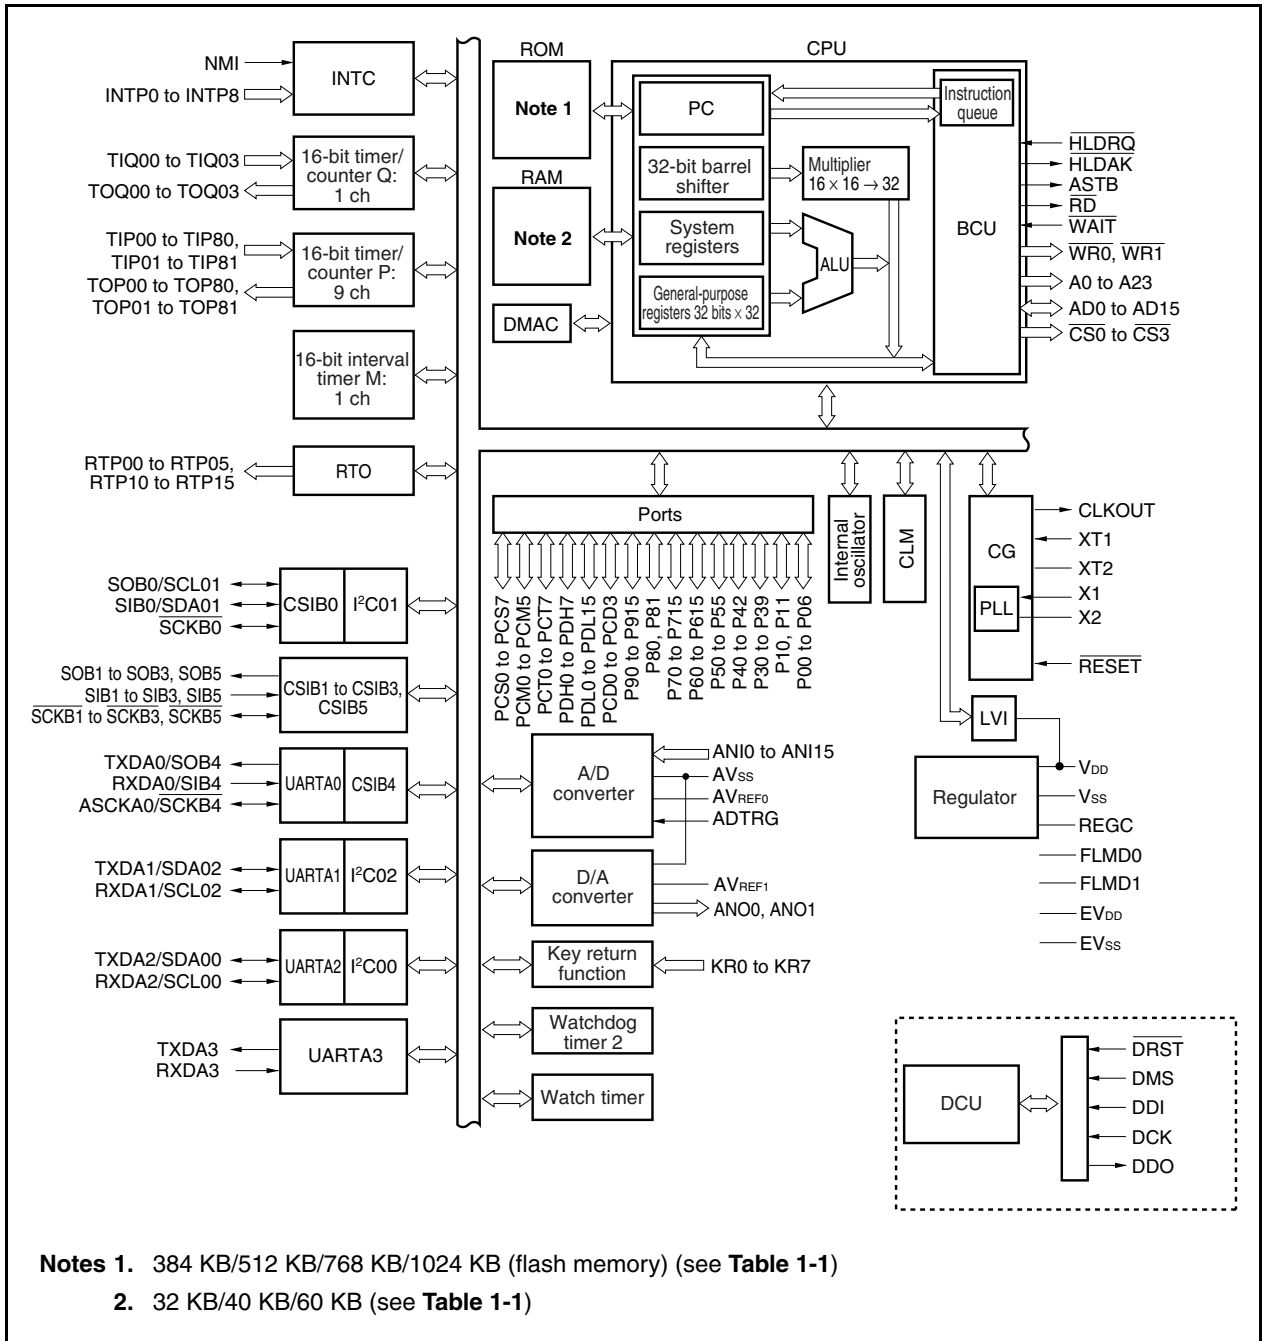 NMI
INTP0 to INTP8
INTC
TIQ00 to TIQ03
TOQ00 to TOQ03
16-bit timer/
counter Q:
1 ch
TIP00 to TIP80,
TIP01 to TIP81
TOP00 to TOP80,
TOP01 to TOP81
16-bit timer/
counter P:
9 ch
16-bit interval
timer M:
1 ch
RTP00 to RTP05,
RTP10 to RTP15
RTO
SOB0/SCL01
SIB0/SDA01
SCKB0
CSIB0
I²C01
SOB1 to SOB3, SOB5
SIB1 to SIB3, SIB5
SCKB1 to SCKB3, SCKB5
CSIB1 to CSIB3,
CSIB5
TXDA0/SOB4
RXDA0/SIB4
ASCKA0/SCKB4
UARTA0
CSIB4
TXDA1/SDA02
RXDA1/SCL02
UARTA1
I²C02
TXDA2/SDA00
RXDA2/SCL00
UARTA2
I²C00
TXDA3
RXDA3
UARTA3
ROM
Note 1
RAM
Note 2
DMAC
CPU
PC
32-bit barrel
shifter
System
registers
General-purpose
registers 32 bits × 32
Multiplier
16 × 16 → 32
ALU
Instruction
queue
BCU
HLDRQ
HLDAK
ASTB
RD
WAIT
WR0, WR1
A0 to A23
AD0 to AD15
CS0 to CS3
Ports
PCS0 to PCS7
PCM0 to PCM5
PCT0 to PCT7
PDH0 to PDH7
PDL0 to PDL15
PCD0 to PCD3
P90 to P915
P80, P81
P70 to P715
P60 to P615
P50 to P55
P40 to P42
P30 to P39
P10, P11
P00 to P06
Internal
oscillator
CLM
CG
PLL
CLKOUT
XT1
XT2
X1
X2
RESET
LVI
Regulator
VDD
VSS
REGC
FLMD0
FLMD1
EVDD
EVSS
A/D
converter
ANI0 to ANI15
AVSS
AVREF0
ADTRG
D/A
converter
AVREF1
ANO0, ANO1
Key return
function
KR0 to KR7
Watchdog
timer 2
Watch timer
DCU
DRST
DMS
DDI
DCK
DDO
Notes 1. 384 KB/512 KB/768 KB/1024 KB (flash memory) (see Table 1-1)
2. 32 KB/40 KB/60 KB (see Table 1-1)